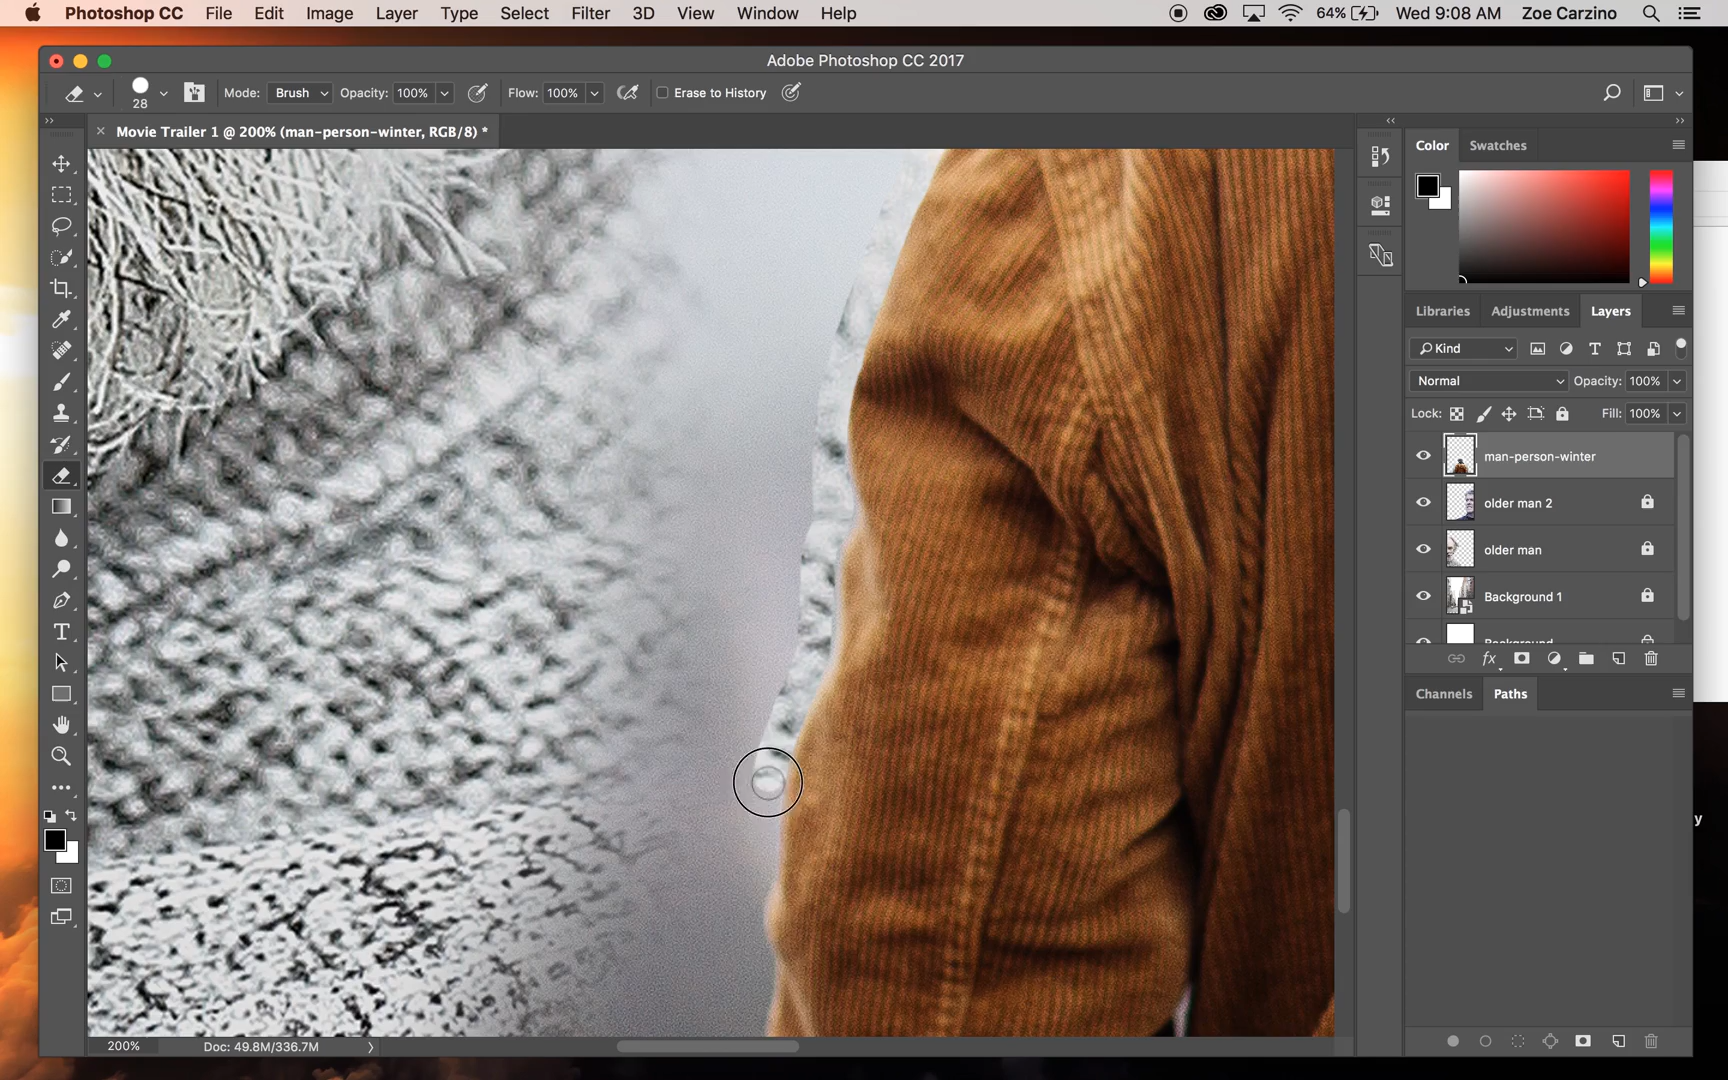 Photoshop CC File Edit Image Layer Type Select Filter 3D View Window Help 64% Wed 9:08 AM Zoe Carzino
Adobe Photoshop CC 2017
28 Mode: Brush Opacity: 100% Flow: 100% Erase to History
Movie Trailer 1 @ 200% (man-person-winter, RGB/8) *
Color Swatches
Libraries Adjustments Layers
Kind
Normal Opacity: 100%
Lock: Fill: 100%
man-person-winter
older man 2
older man
Background 1
Background
fx
Channels Paths
y
200% Doc: 49.8M/336.7M